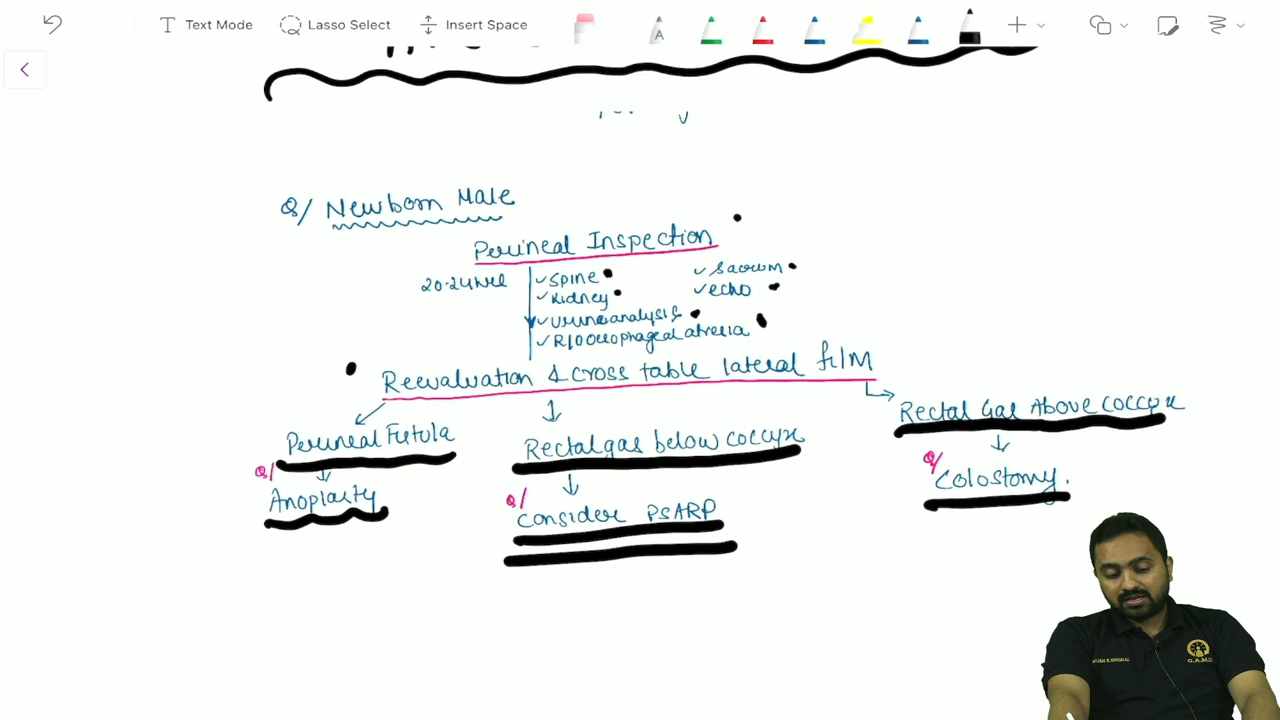 Text Mode Lasso Select Insert Space
A
Q/ Newborn Male
Perineal Inspection
20-24
✓ Spine ● ✓ Sacrum
✓ Kidney ✓ echo
✓ Urine analysis
✓ R/O Oesophageal atresia
Reevaluation & cross table lateral film
Perineal Fistula
Rectal gas below coccyx
Rectal Gas Above coccyx
Q/ Anoplasty
Q/ Consider PSARP
Q/ Colostomy.